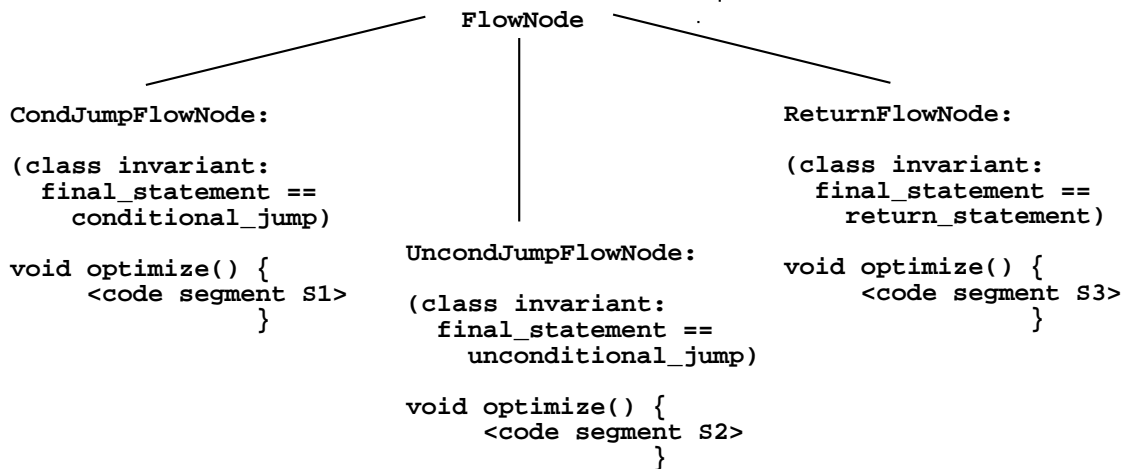 FlowNode
CondJumpFlowNode:
(class invariant:
final_statement ==
conditional_jump)
void optimize() {
<code segment S1>
}
UncondJumpFlowNode:
(class invariant:
final_statement ==
unconditional_jump)
void optimize() {
<code segment S2>
}
ReturnFlowNode:
(class invariant:
final_statement ==
return_statement)
void optimize() {
<code segment S3>
}